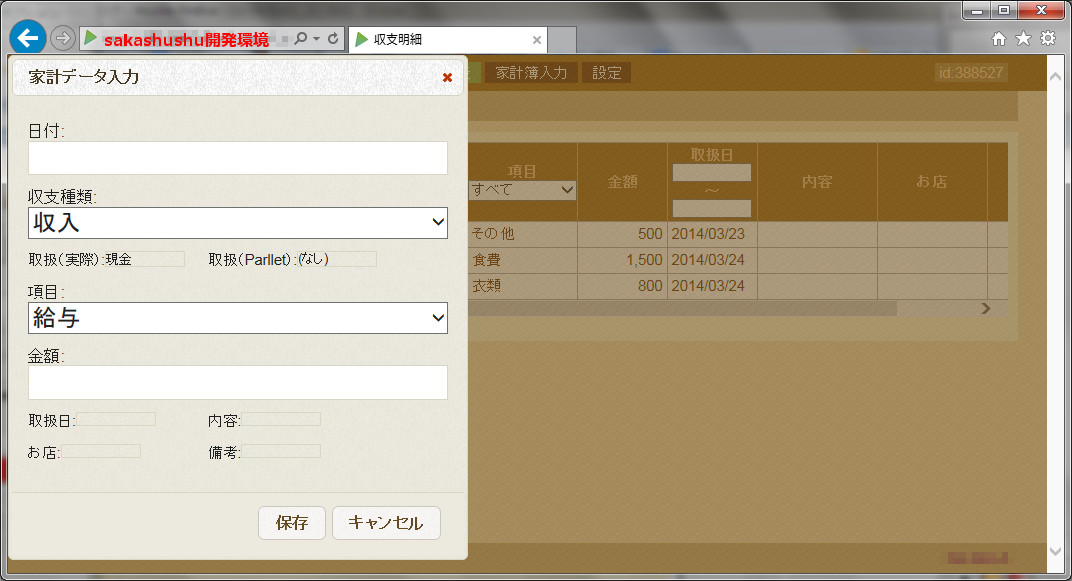 sakashushu開発環境
収支明細
家計データ入力
家計簿入力
設定
id:388527
日付:
収支種類:
収入
取扱(実際):現金
取扱(Parllet):(なし)
項目:
給与
金額:
取扱日:
内容:
お店:
備考:
保存
キャンセル
項目
すべて
金額
取扱日
～
内容
お店
その他 500 2014/03/23
食費 1,500 2014/03/24
衣類 800 2014/03/24